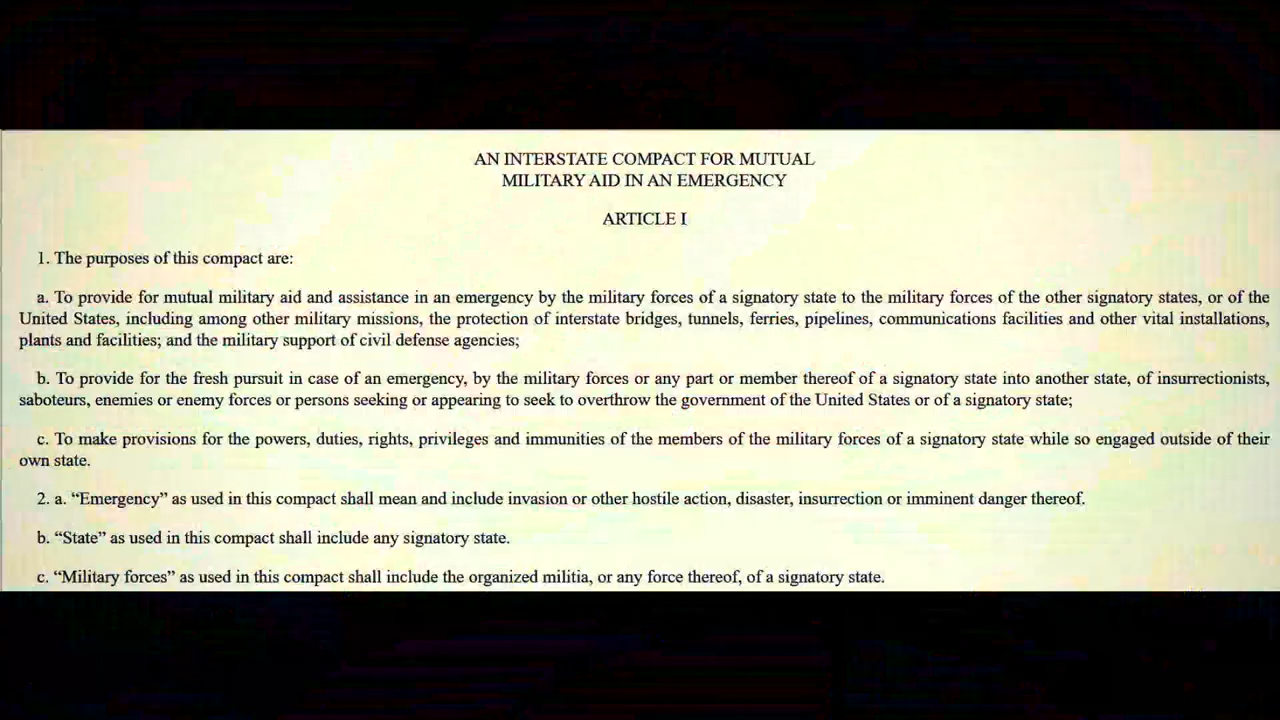 AN INTERSTATE COMPACT FOR MUTUAL
MILITARY AID IN AN EMERGENCY
ARTICLE I
1. The purposes of this compact are:
a. To provide for mutual military aid and assistance in an emergency by the military forces of a signatory state to the military forces of the other signatory states, or of the
United States, including among other military missions, the protection of interstate bridges, tunnels, ferries, pipelines, communications facilities and other vital installations,
plants and facilities; and the military support of civil defense agencies;
b. To provide for the fresh pursuit in case of an emergency, by the military forces or any part or member thereof of a signatory state into another state, of insurrectionists,
saboteurs, enemies or enemy forces or persons seeking or appearing to seek to overthrow the government of the United States or of a signatory state;
c. To make provisions for the powers, duties, rights, privileges and immunities of the members of the military forces of a signatory state while so engaged outside of their
own state.
2. a. “Emergency” as used in this compact shall mean and include invasion or other hostile action, disaster, insurrection or imminent danger thereof.
b. “State” as used in this compact shall include any signatory state.
c. “Military forces” as used in this compact shall include the organized militia, or any force thereof, of a signatory state.